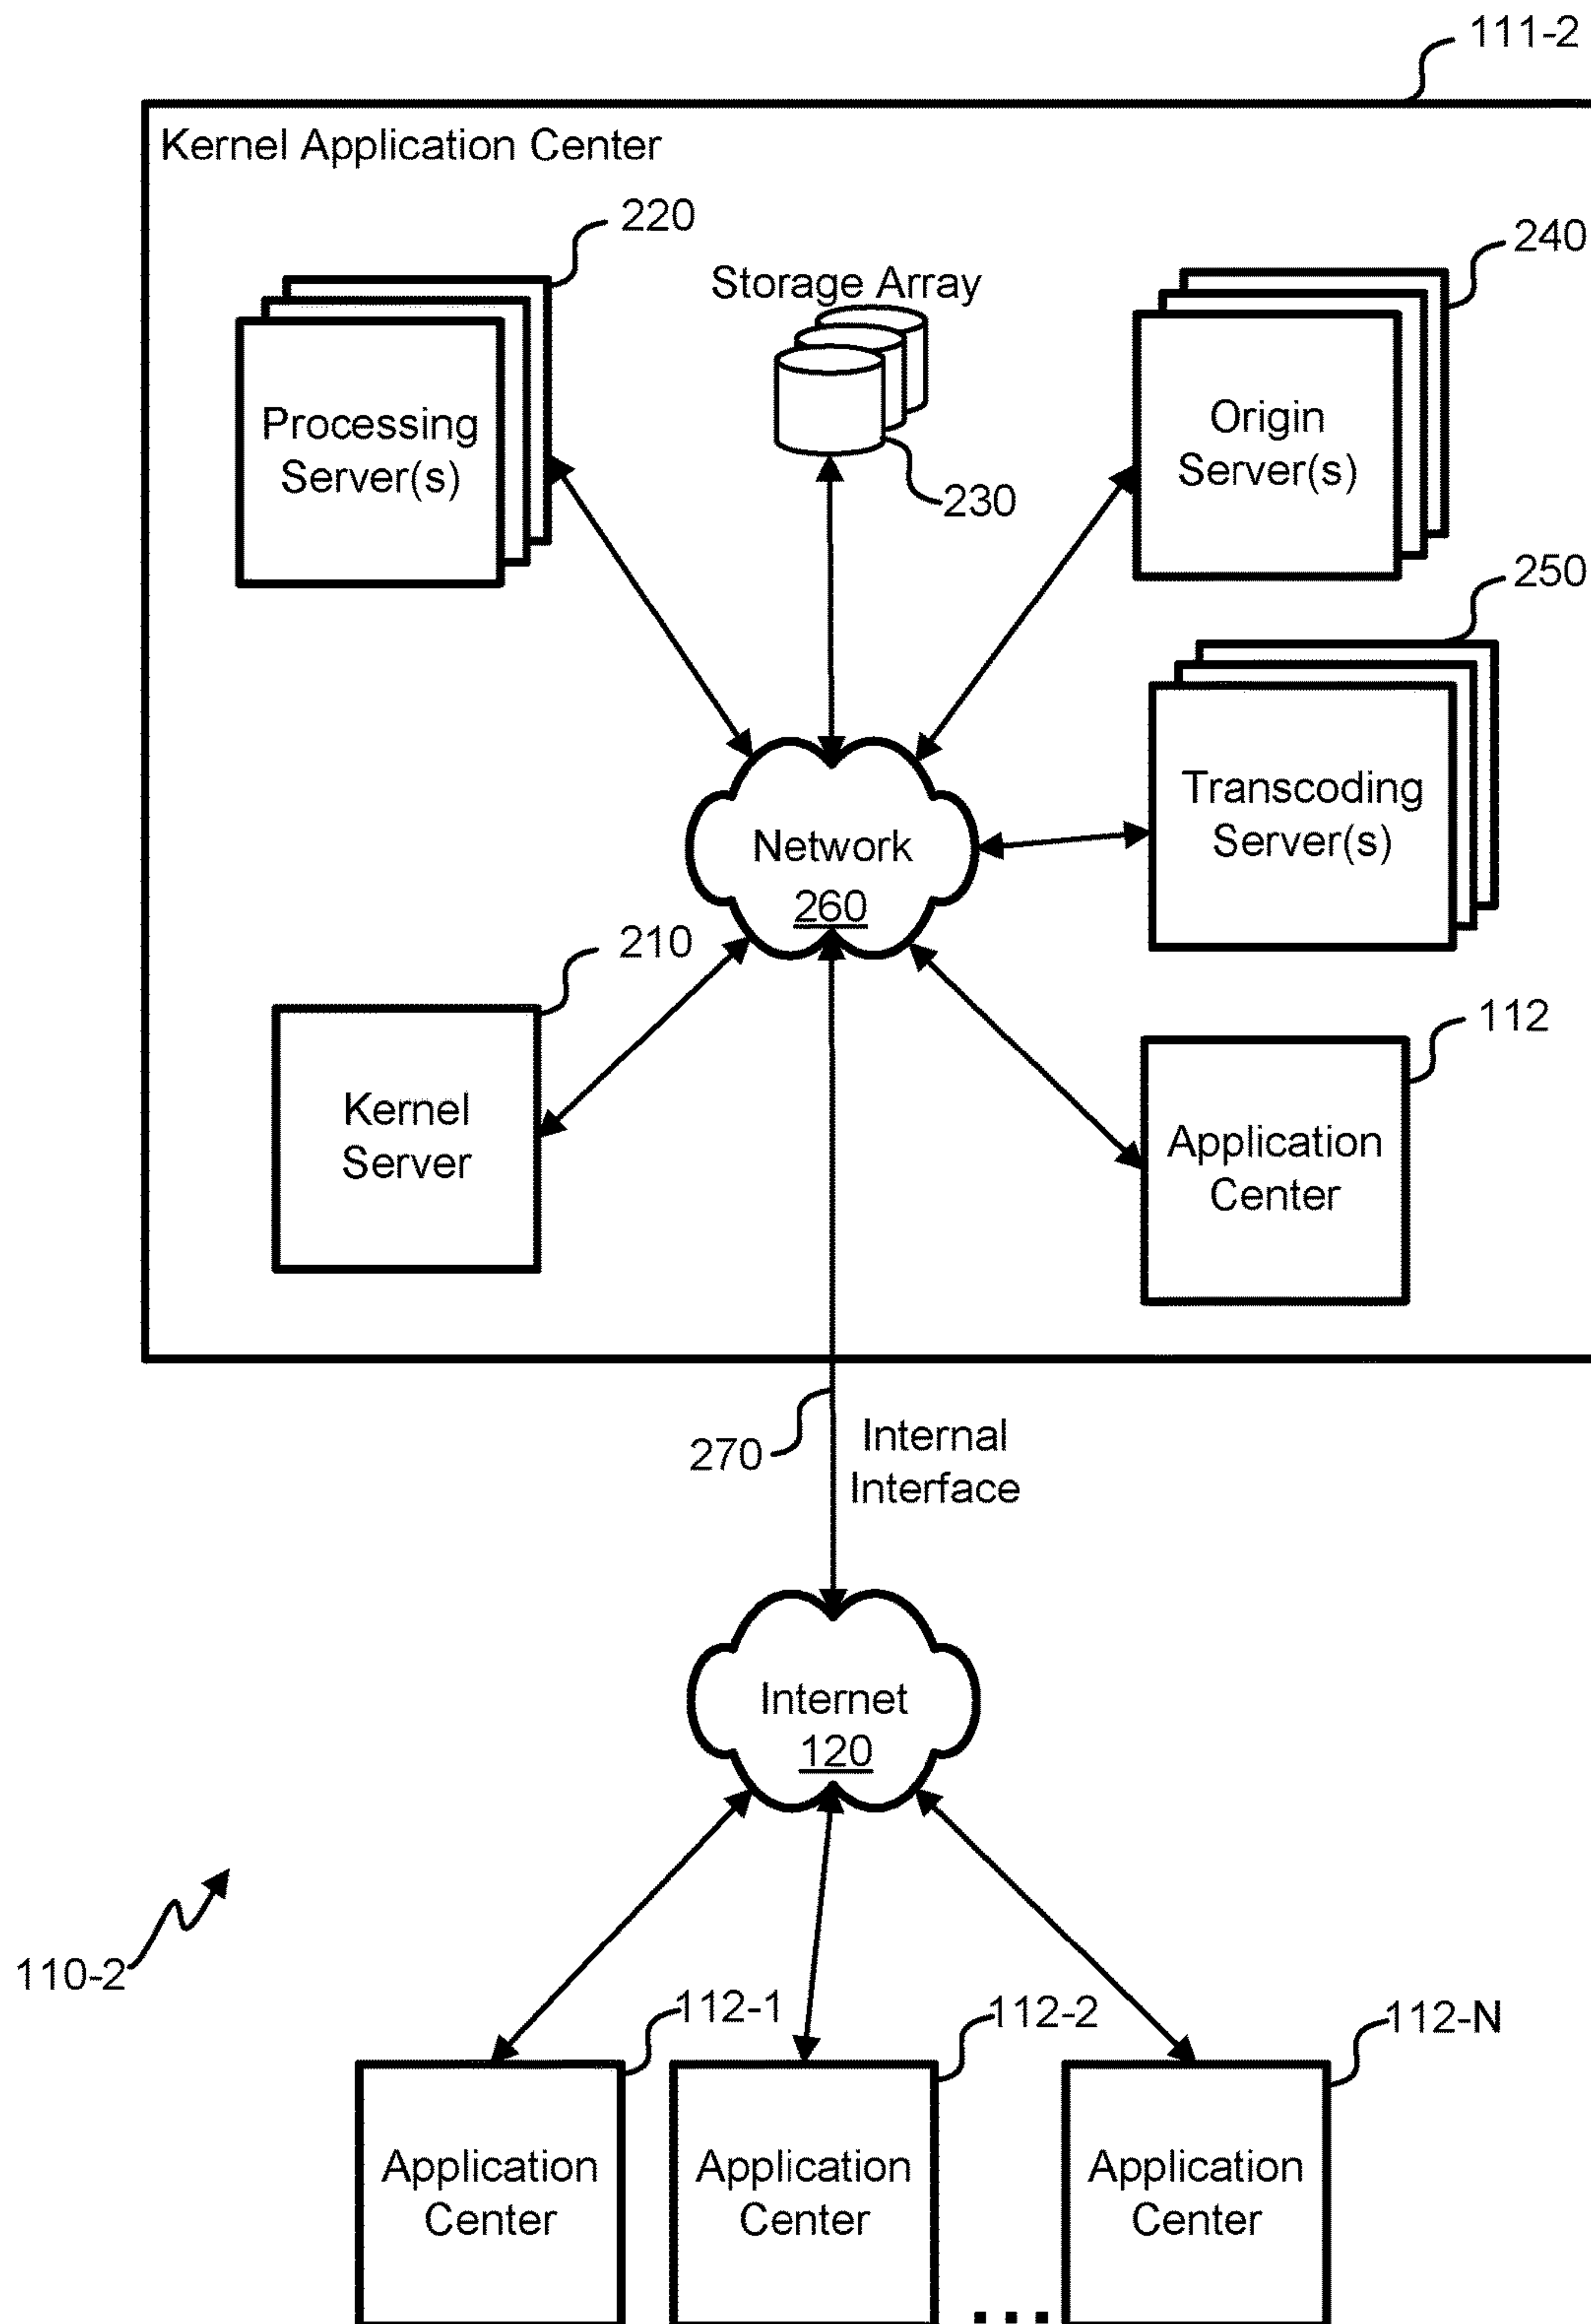 111-2
Kernel Application Center
220
240
Storage Array
Processing
Server(s)
Origin
Server(s)
230
250
Transcoding
Server(s)
Network
260
210
112
Kernel
Server
Application
Center
270
Internal
Interface
Internet
120
110-2
112-1
112-2
112-N
Application
Center
Application
Center
...
Application
Center